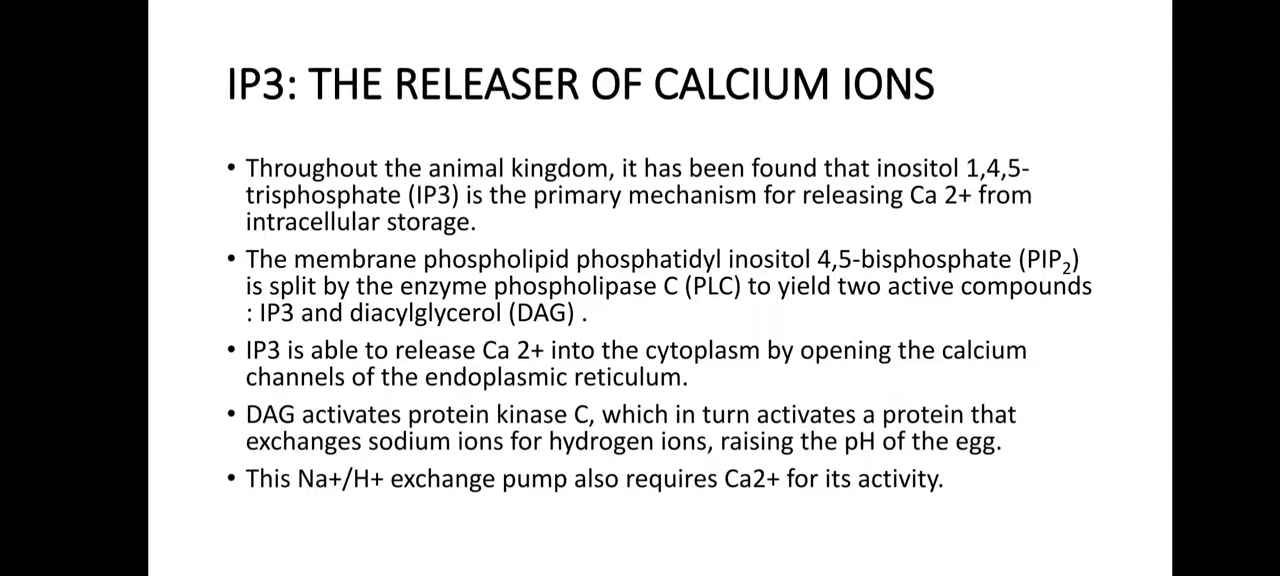 IP3: THE RELEASER OF CALCIUM IONS
• Throughout the animal kingdom, it has been found that inositol 1,4,5-
trisphosphate (IP3) is the primary mechanism for releasing Ca 2+ from
intracellular storage.
• The membrane phospholipid phosphatidyl inositol 4,5-bisphosphate (PIP₂)
is split by the enzyme phospholipase C (PLC) to yield two active compounds
: IP3 and diacylglycerol (DAG) .
• IP3 is able to release Ca 2+ into the cytoplasm by opening the calcium
channels of the endoplasmic reticulum.
• DAG activates protein kinase C, which in turn activates a protein that
exchanges sodium ions for hydrogen ions, raising the pH of the egg.
• This Na+/H+ exchange pump also requires Ca2+ for its activity.